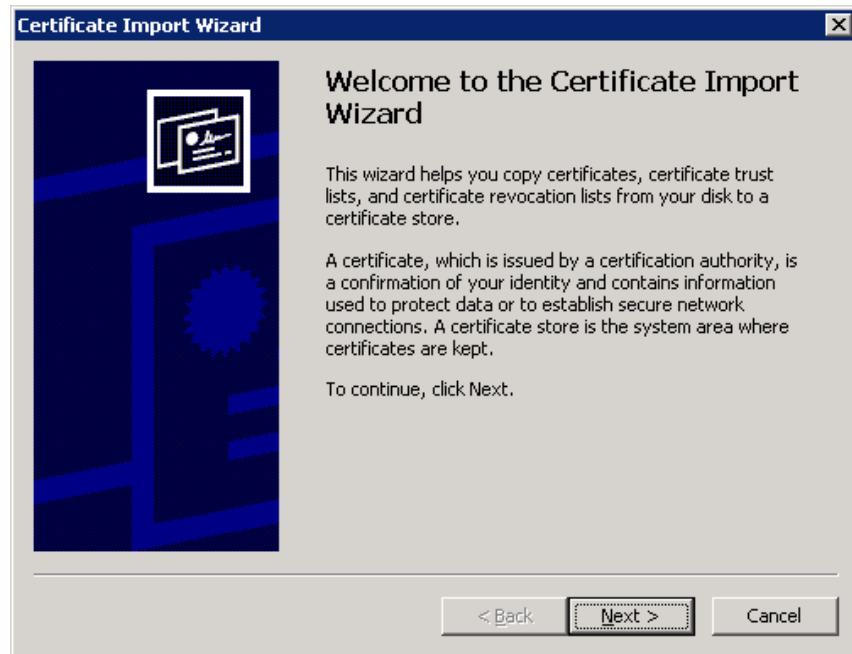 Certificate Import Wizard
Welcome to the Certificate Import
Wizard
This wizard helps you copy certificates, certificate trust
lists, and certificate revocation lists from your disk to a
certificate store.
A certificate, which is issued by a certification authority, is
a confirmation of your identity and contains information
used to protect data or to establish secure network
connections. A certificate store is the system area where
certificates are kept.
To continue, click Next.
< Back Next > Cancel